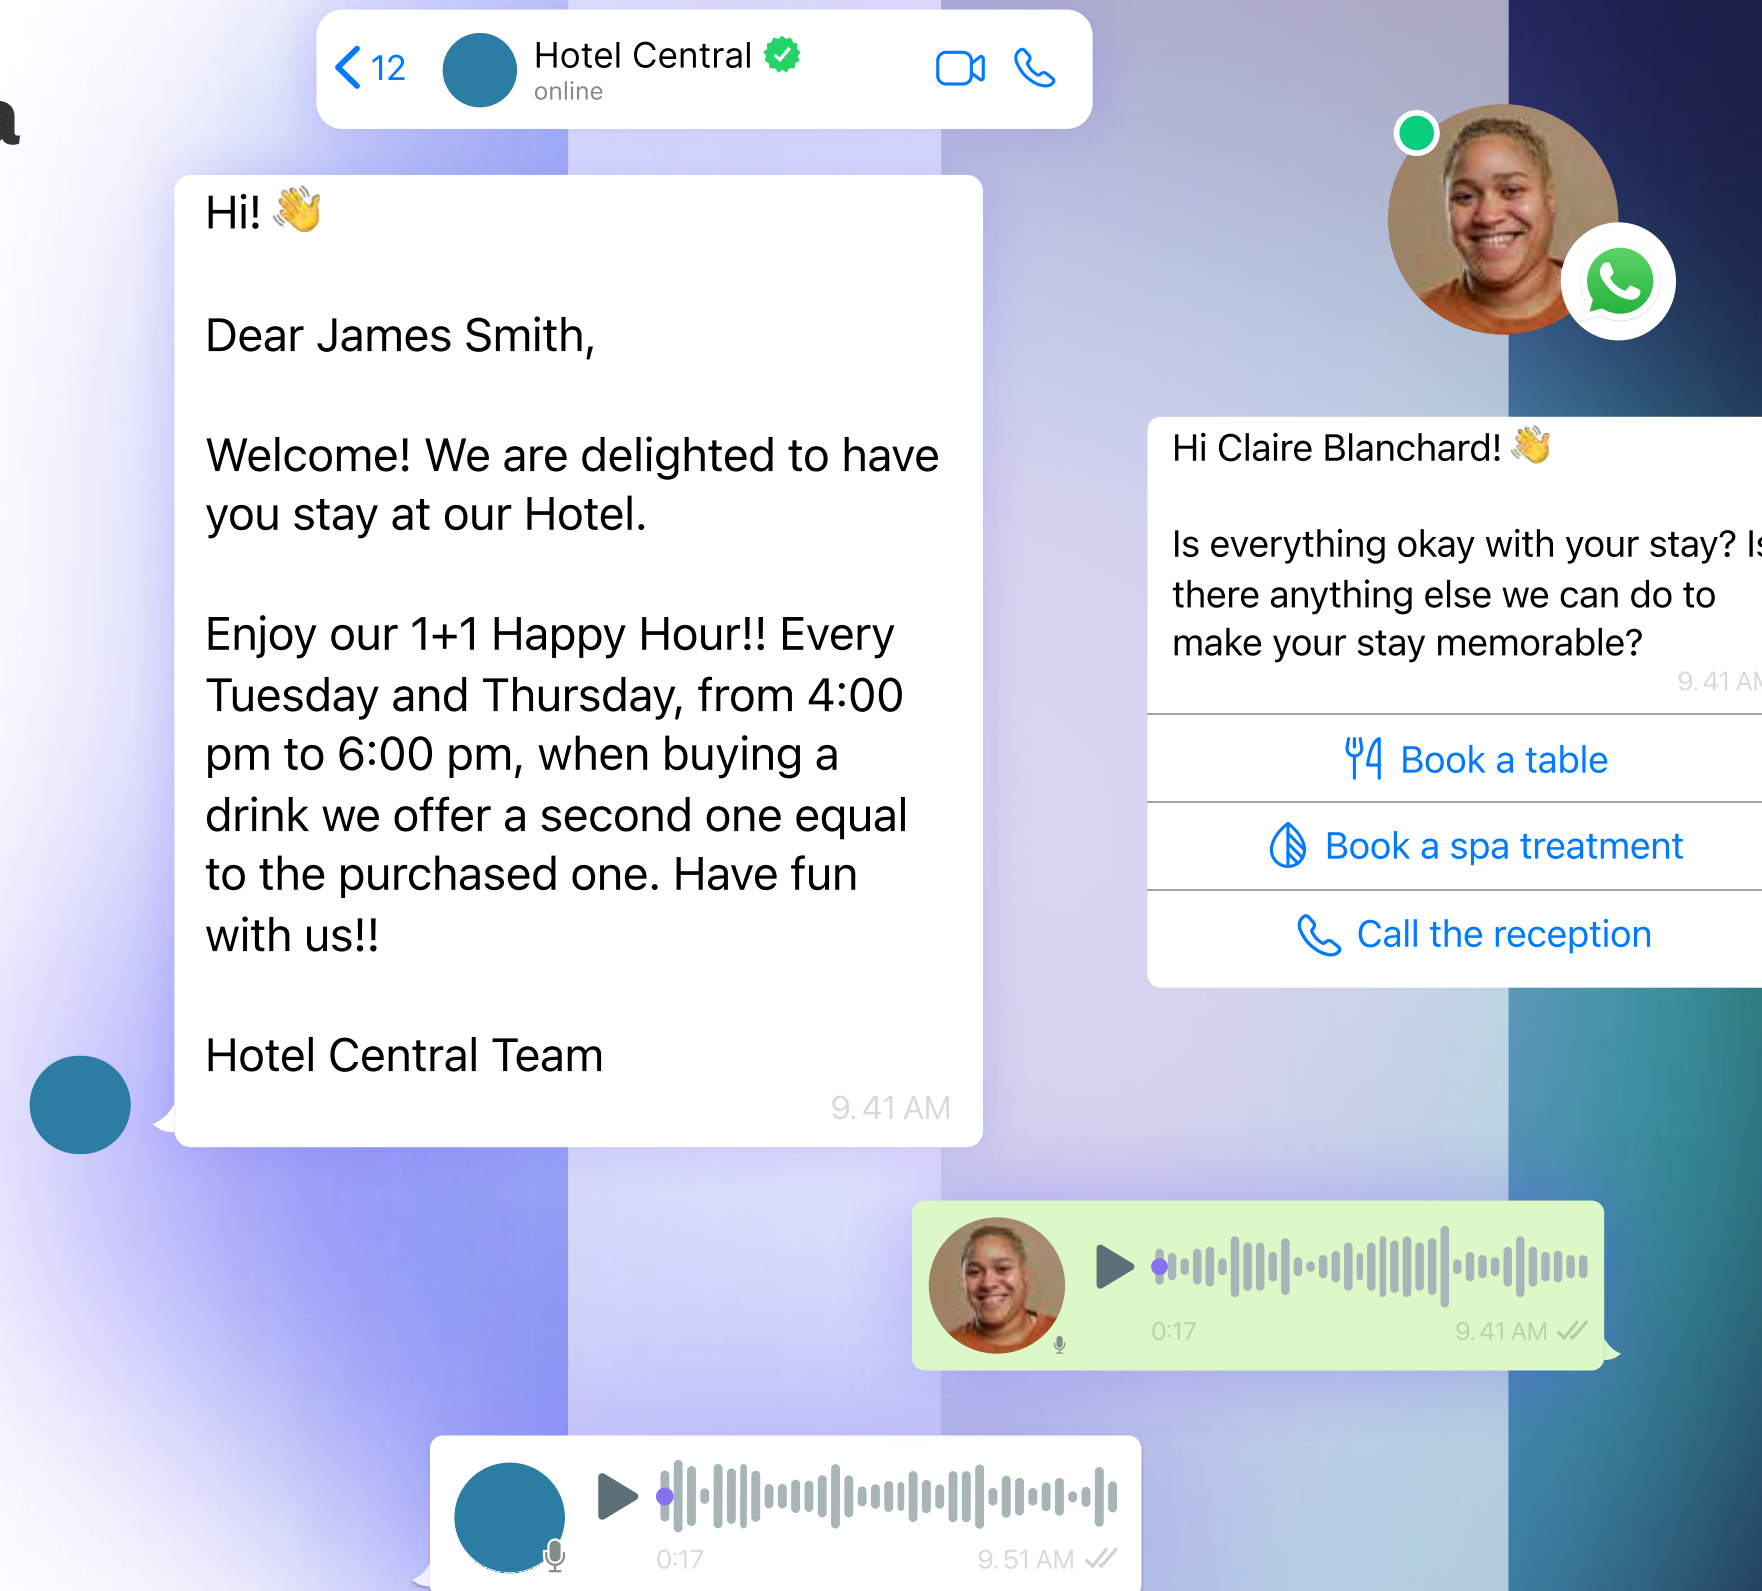 a
12
Hotel Central
online
Hi! 👋
Dear James Smith,
Welcome! We are delighted to have
you stay at our Hotel.
Enjoy our 1+1 Happy Hour!! Every
Tuesday and Thursday, from 4:00
pm to 6:00 pm, when buying a
drink we offer a second one equal
to the purchased one. Have fun
with us!!
Hotel Central Team
9.41 AM
Hi Claire Blanchard! 👋
Is everything okay with your stay? Is
there anything else we can do to
make your stay memorable?
9.41 AM
Book a table
Book a spa treatment
Call the reception
0:17
9.41 AM
0:17
9.51 AM